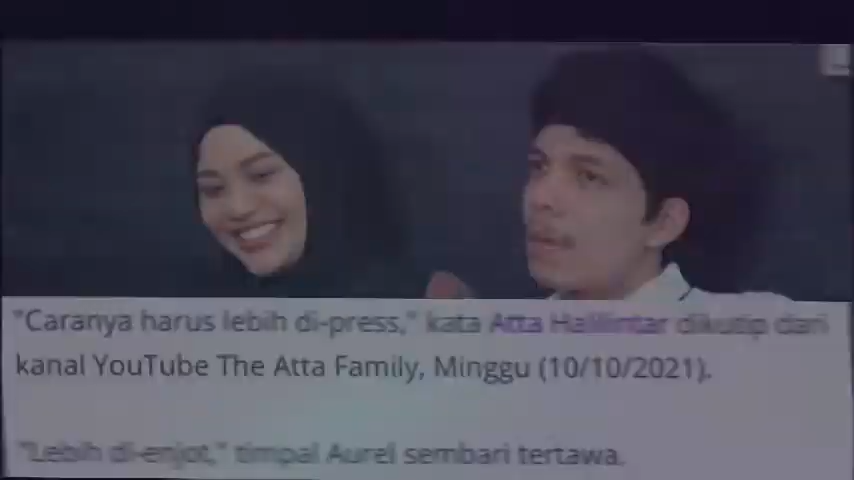 "Caranya harus lebih di-press," kata Atta Halilintar dikutip dari
kanal YouTube The Atta Family, Minggu (10/10/2021).
"Lebih di-enjot," timpal Aurel sembari tertawa.